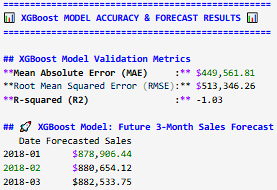 ==================================================
📊 XGBoost MODEL ACCURACY & FORECAST RESULTS 📊
==================================================
## XGBoost Model Validation Metrics
**Mean Absolute Error (MAE)     :** $449,561.81
**Root Mean Squared Error (RMSE):** $513,346.26
**R-squared (R2)                :** -1.03
## 🚀 XGBoost Model: Future 3-Month Sales Forecast
   Date Forecasted Sales
2018-01      $878,906.44
2018-02      $880,654.12
2018-03      $882,533.75